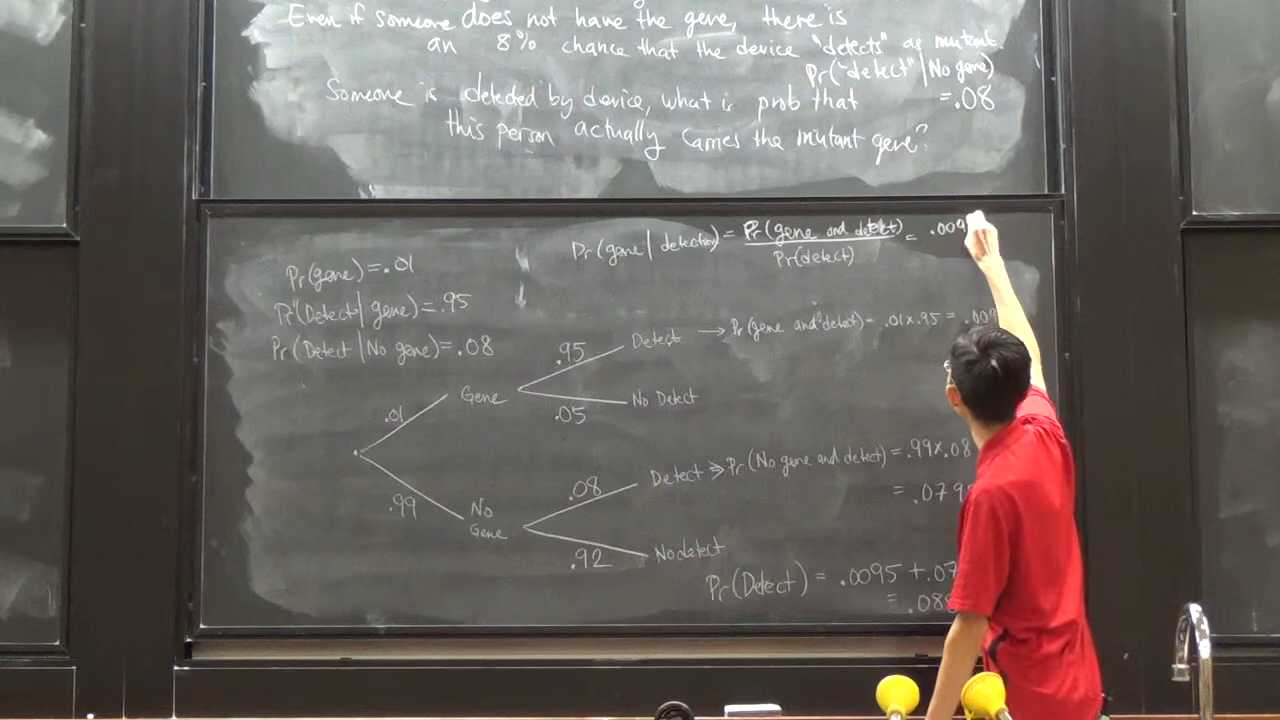 Even if someone does not have the gene, there is
an 8% chance that the device "detects" as mutant.
Pr("detect" | No gene)
= .08
Someone is detected by device, what is prob that
this person actually carries the mutant gene?
Pr(gene | detection) = Pr(gene and detect) = .009
Pr(detect)
Pr(gene) = .01
Pr(Detect | gene) = .95
Pr(Detect | No gene) = .08
.95 Detect → Pr(gene and detect) = .01x.95 = .009
.01 Gene
.05 No Detect
.08 Detect → Pr(No gene and detect) = .99x.08
= .079
.99 No
Gene
.92 No detect
Pr(Detect) = .0095 + .07
= .08